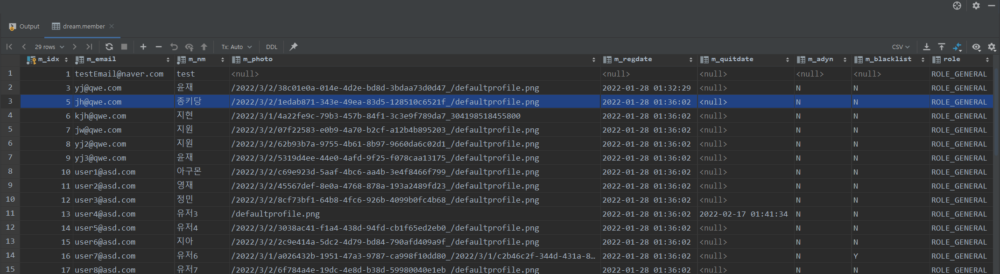 Output dream.member
29 rows Tx: Auto DDL CSV
m_idx m_email m_nm m_photo m_regdate m_quitdate m_adyn m_blacklist role
1 1 testEmail@naver.com test <null> <null> <null> <null> <null> ROLE_GENERAL
2 3 yj@qwe.com 윤재 /2022/3/2/38c01e0a-014e-4d2e-bd8d-3bdaa73d0d47_/defaultprofile.png 2022-01-28 01:32:29 <null> N N ROLE_GENERAL
3 5 jh@qwe.com 종키당 /2022/3/2/1edab871-343e-49ea-83d5-128510c6521f_/defaultprofile.png 2022-01-28 01:36:02 <null> N N ROLE_GENERAL
4 6 kjh@qwe.com 지현 /2022/3/1/4a22fe9c-79b3-457b-84f1-3c3e9f789da7_304198518455800 2022-01-28 01:36:02 <null> N N ROLE_GENERAL
5 7 jw@qwe.com 지원 /2022/3/2/07f22583-e0b9-4a70-b2cf-a12b4b895203_/defaultprofile.png 2022-01-28 01:36:02 <null> N N ROLE_GENERAL
6 8 yj2@qwe.com 지원 /2022/3/2/62b93b7a-9755-4b61-8b97-9660da6c02d1_/defaultprofile.png 2022-01-28 01:36:02 <null> N N ROLE_GENERAL
7 9 yj3@qwe.com 윤재 /2022/3/2/5319d4ee-44e0-4afd-9f25-f078caa13175_/defaultprofile.png 2022-01-28 01:36:02 <null> N N ROLE_GENERAL
8 10 user1@asd.com 아구몬 /2022/3/2/c69e923d-5aaf-4bc6-aa4b-3e4f8466f799_/defaultprofile.png 2022-01-28 01:36:02 <null> N N ROLE_GENERAL
9 11 user2@asd.com 영재 /2022/3/2/45567def-8e0a-4768-878a-193a2489fd23_/defaultprofile.png 2022-01-28 01:36:02 <null> N N ROLE_GENERAL
10 12 user3@asd.com 정민 /2022/3/2/8cf73bf1-64b8-4fc6-926b-4099b0fc4b68_/defaultprofile.png 2022-01-28 01:36:02 <null> N N ROLE_GENERAL
11 13 user4@asd.com 유저3 /defaultprofile.png 2022-01-28 01:36:02 2022-02-17 01:41:34 N N ROLE_GENERAL
12 14 user5@asd.com 유저4 /2022/3/2/3038ac41-f1a4-438d-94fd-cb1f65ed2eb0_/defaultprofile.png 2022-01-28 01:36:02 <null> N N ROLE_GENERAL
13 15 user6@asd.com 지아 /2022/3/2/2c9e414a-5dc2-4d79-bd84-790afd409a9f_/defaultprofile.png 2022-01-28 01:36:02 <null> N N ROLE_GENERAL
14 16 user7@asd.com 유저6 /2022/3/1/a026432b-1951-47a3-9787-ca998f10dd80_/2022/3/1/c2b46c2f-344d-431a-8… 2022-01-28 01:36:02 <null> N Y ROLE_GENERAL
15 17 user8@asd.com 유저7 /2022/3/2/6f784a4e-19dc-4e8d-b38d-59980040e1eb_/defaultprofile.png 2022-01-28 01:36:02 <null> N N ROLE_GENERAL